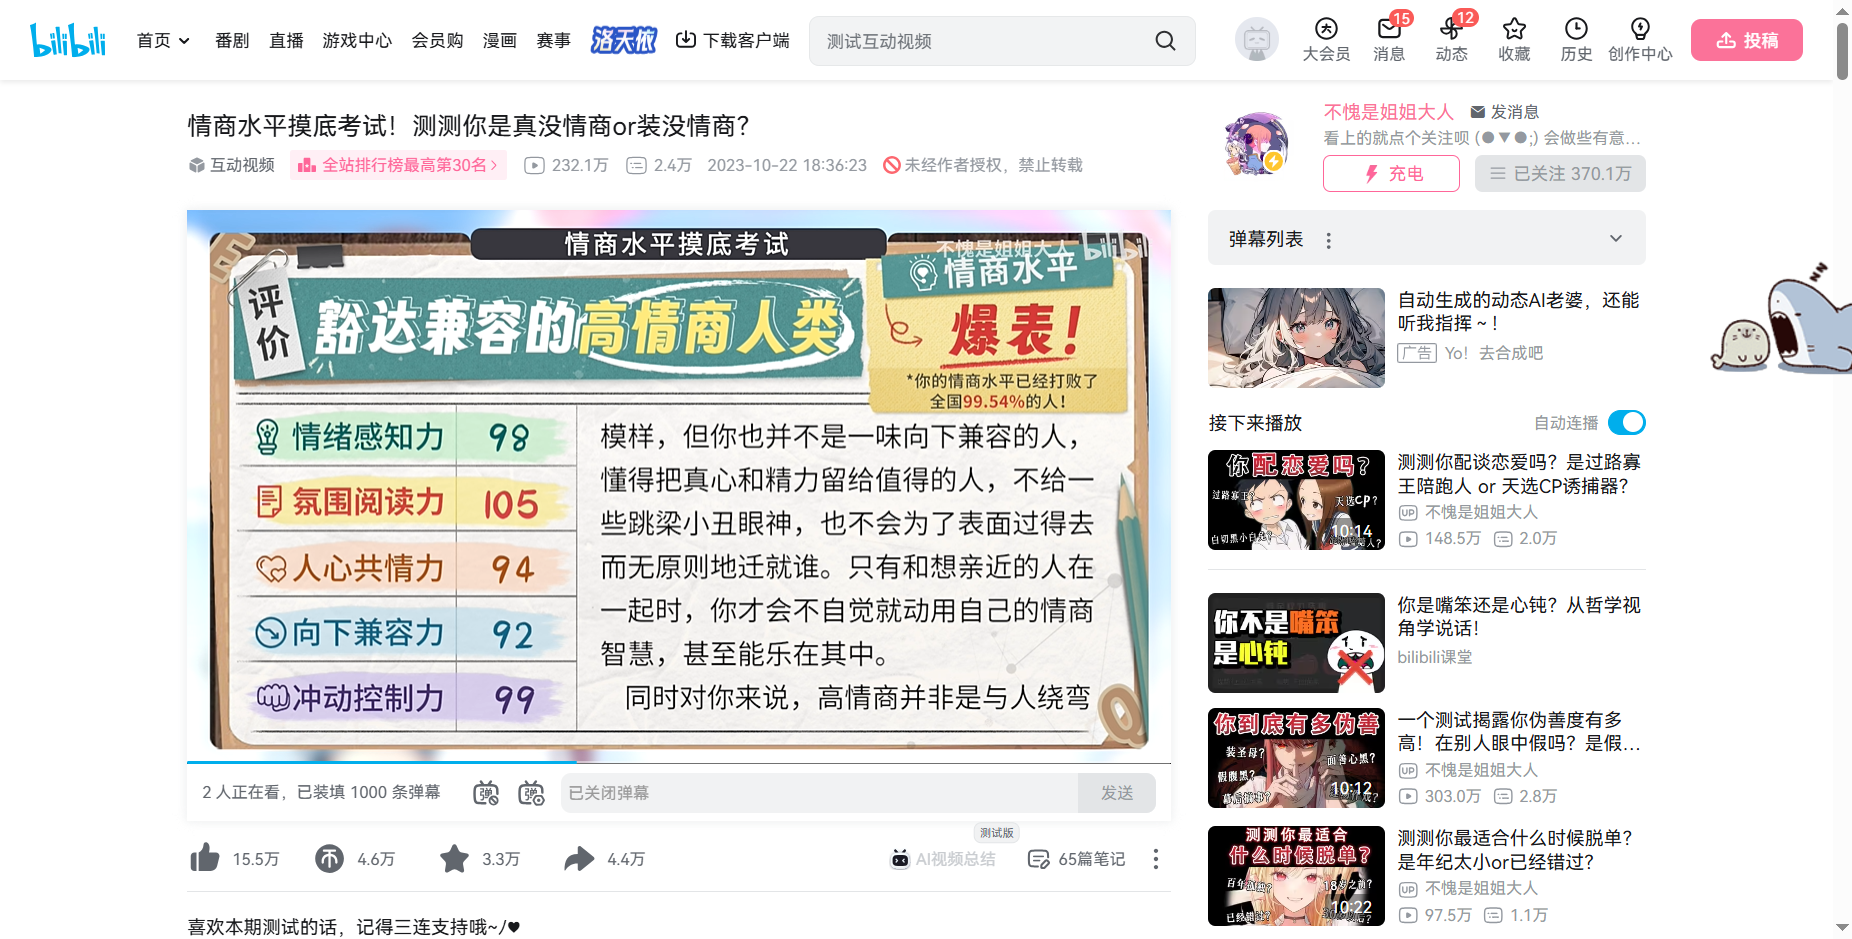 bilibili
首页
番剧
直播
游戏中心
会员购
漫画
赛事
洛天依
下载客户端
测试互动视频
大会员
15
消息
12
动态
收藏
历史
创作中心
投稿
情商水平摸底考试！测测你是真没情商or装没情商？
互动视频
全站排行榜最高第30名
232.1万
2.4万
2023-10-22 18:36:23
未经作者授权，禁止转载
情商水平摸底考试
不愧是姐姐大人
bilibili
评价
豁达兼容的高情商人类
情商水平
爆表！
*你的情商水平已经打败了
全国99.54%的人！
情绪感知力 98
氛围阅读力 105
人心共情力 94
向下兼容力 92
冲动控制力 99
模样，但你也并不是一味向下兼容的人，
懂得把真心和精力留给值得的人，不给一
些跳梁小丑眼神，也不会为了表面过得去
而无原则地迁就谁。只有和想亲近的人在
一起时，你才会不自觉就动用自己的情商
智慧，甚至能乐在其中。
同时对你来说，高情商并非是与人绕弯
2 人正在看，已装填 1000 条弹幕
已关闭弹幕
发送
15.5万
4.6万
3.3万
4.4万
测试版
AI视频总结
65篇笔记
喜欢本期测试的话，记得三连支持哦~/♥
不愧是姐姐大人
发消息
看上的就点个关注呗 (●▼●;) 会做些有意…
充电
已关注 370.1万
弹幕列表
自动生成的动态AI老婆，还能
听我指挥～！
广告
Yo！去合成吧
接下来播放
自动连播
你配恋爱吗？
过路寡王？
天选CP？
白切黑小白兔？
10:14
测测你配谈恋爱吗？是过路寡
王陪跑人 or 天选CP诱捕器？
不愧是姐姐大人
148.5万
2.0万
你不是嘴笨
是心钝
你是嘴笨还是心钝？从哲学视
角学说话！
bilibili课堂
你到底有多伪善
装圣母？
面善心黑？
假腹黑？
10:12
一个测试揭露你伪善度有多
高！在别人眼中假吗？是假…
不愧是姐姐大人
303.0万
2.8万
测测你最适合
什么时候脱单？
18岁之前？
已经错过？
10:22
测测你最适合什么时候脱单？
是年纪太小or已经错过？
不愧是姐姐大人
97.5万
1.1万